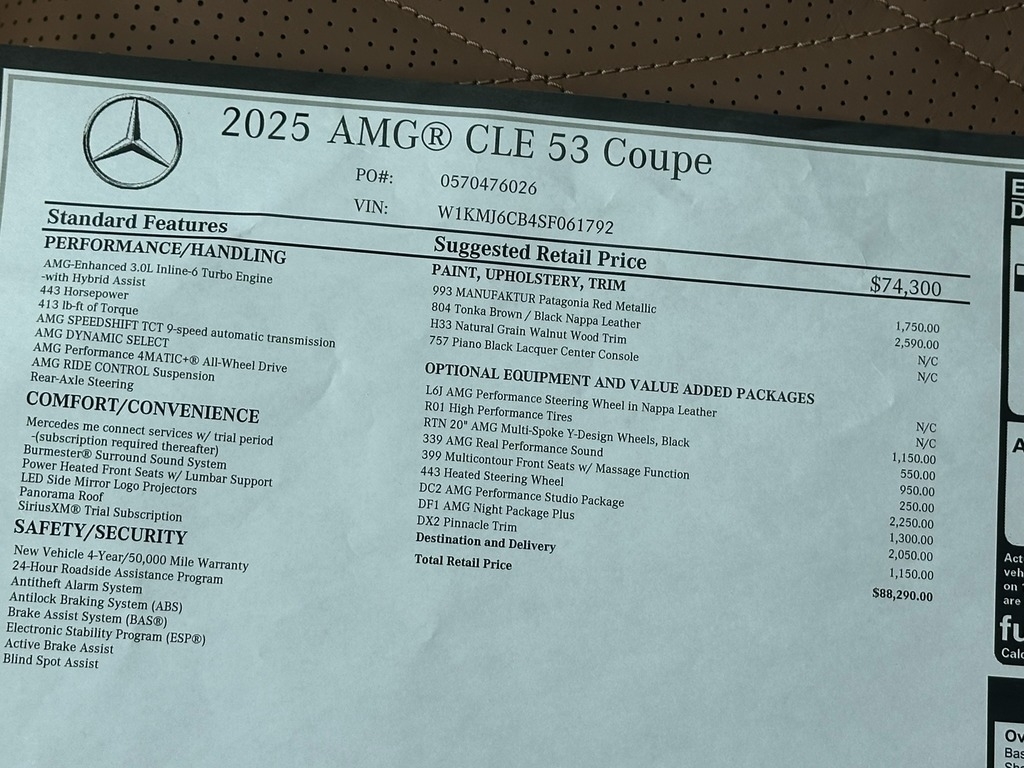 2025 AMG® CLE 53 Coupe
PO#: 0570476026
VIN: W1KMJ6CB4SF061792
Standard Features
PERFORMANCE/HANDLING
AMG-Enhanced 3.0L Inline-6 Turbo Engine
-with Hybrid Assist
443 Horsepower
413 lb-ft of Torque
AMG SPEEDSHIFT TCT 9-speed automatic transmission
AMG DYNAMIC SELECT
AMG Performance 4MATIC+® All-Wheel Drive
AMG RIDE CONTROL Suspension
Rear-Axle Steering
COMFORT/CONVENIENCE
Mercedes me connect services w/ trial period
-(subscription required thereafter)
Burmester® Surround Sound System
Power Heated Front Seats w/ Lumbar Support
LED Side Mirror Logo Projectors
Panorama Roof
SiriusXM® Trial Subscription
SAFETY/SECURITY
New Vehicle 4-Year/50,000 Mile Warranty
24-Hour Roadside Assistance Program
Antitheft Alarm System
Antilock Braking System (ABS)
Brake Assist System (BAS®)
Electronic Stability Program (ESP®)
Active Brake Assist
Blind Spot Assist
Suggested Retail Price $74,300
PAINT, UPHOLSTERY, TRIM
993 MANUFAKTUR Patagonia Red Metallic 1,750.00
804 Tonka Brown / Black Nappa Leather 2,590.00
H33 Natural Grain Walnut Wood Trim N/C
757 Piano Black Lacquer Center Console N/C
OPTIONAL EQUIPMENT AND VALUE ADDED PACKAGES
L6J AMG Performance Steering Wheel in Nappa Leather N/C
R01 High Performance Tires N/C
RTN 20" AMG Multi-Spoke Y-Design Wheels, Black 1,150.00
339 AMG Real Performance Sound 550.00
399 Multicontour Front Seats w/ Massage Function 950.00
443 Heated Steering Wheel 250.00
DC2 AMG Performance Studio Package 2,250.00
DF1 AMG Night Package Plus 1,300.00
DX2 Pinnacle Trim 2,050.00
Destination and Delivery 1,150.00
Total Retail Price $88,290.00
on
are